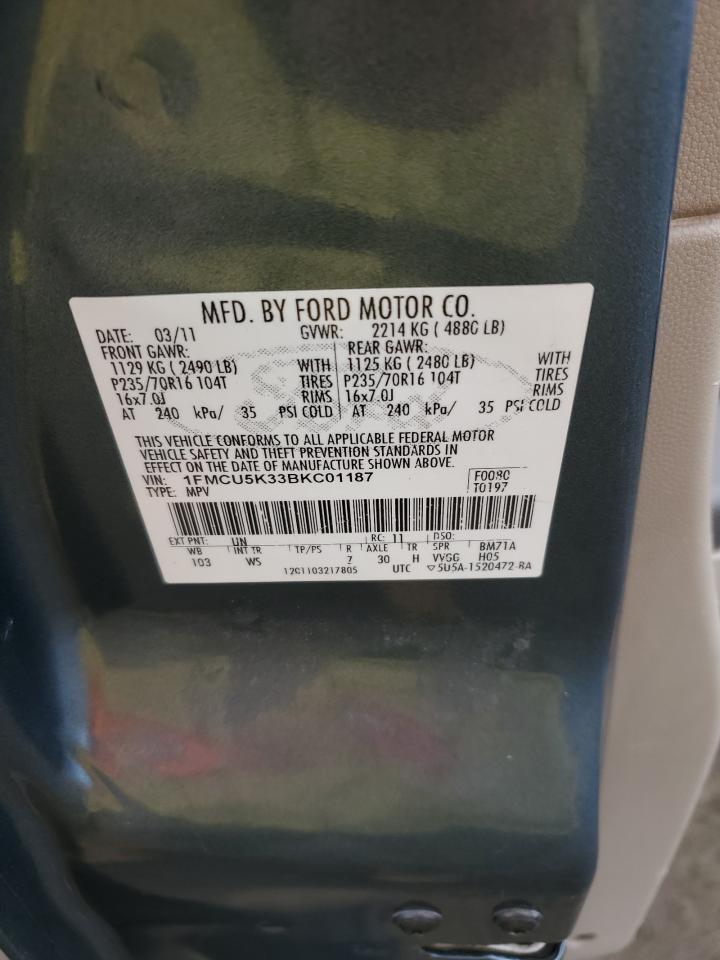 MFD. BY FORD MOTOR CO.
DATE: 03/11 GVWR: 2214 KG ( 4880 LB)
FRONT GAWR: REAR GAWR:
1129 KG ( 2490 LB) WITH 1125 KG ( 2480 LB) WITH
P235/70R16 104T TIRES P235/70R16 104T TIRES
16x7.0J RIMS 16x7.0J RIMS
AT 240 kPa/ 35 PSI COLD AT 240 kPa/ 35 PSI COLD
THIS VEHICLE CONFORMS TO ALL APPLICABLE FEDERAL MOTOR
VEHICLE SAFETY AND THEFT PREVENTION STANDARDS IN
EFFECT ON THE DATE OF MANUFACTURE SHOWN ABOVE.
VIN: 1FMCU5K33BKC01187 F0080
TYPE: MPV T0197
EXT PNT: UN RC: 11 DSO:
WB INT TR TP/PS R AXLE TR SPR BM71A
103 WS 7 30 H VVGG H05
12C1103217805 UTC ▽5U5A-1520472-BA